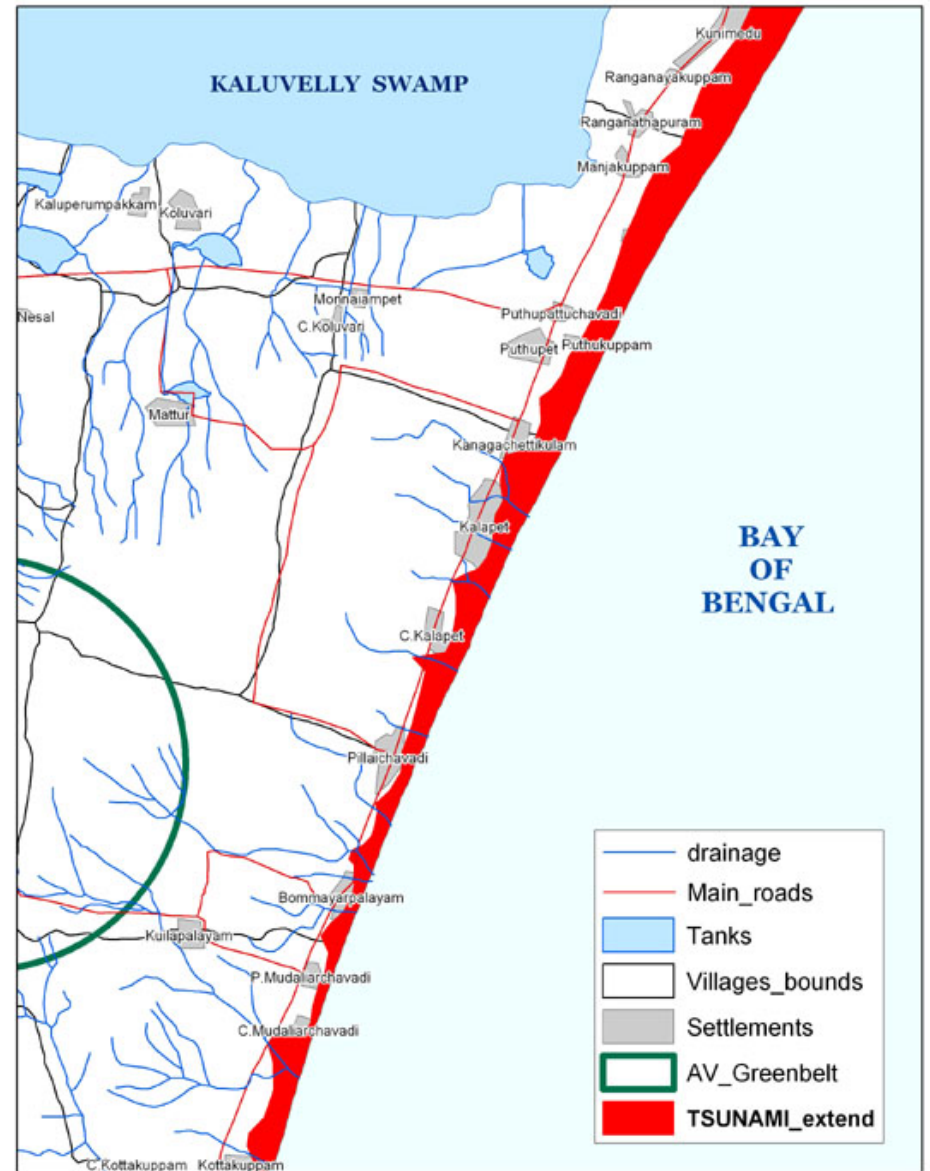 Kunimedu
Ranganayakuppam
KALUVELLY SWAMP
Ranganathapuram
Manjakuppam
Kaluperumpakkam
Koluvari
Monnaiampet
Nesal
C.Koluvari
Puthupattuchavadi
Puthupet
Puthukuppam
Mattur
Kanagachettikulam
Kalapet
BAY
OF
BENGAL
C.Kalapet
Pillaichavadi
Bommayarpalayam
Kuilapalayam
P.Mudaliarchavadi
C.Mudaliarchavadi
C.Kottakuppam
Kottakuppam
drainage
Main_roads
Tanks
Villages_bounds
Settlements
AV_Greenbelt
TSUNAMI_extend